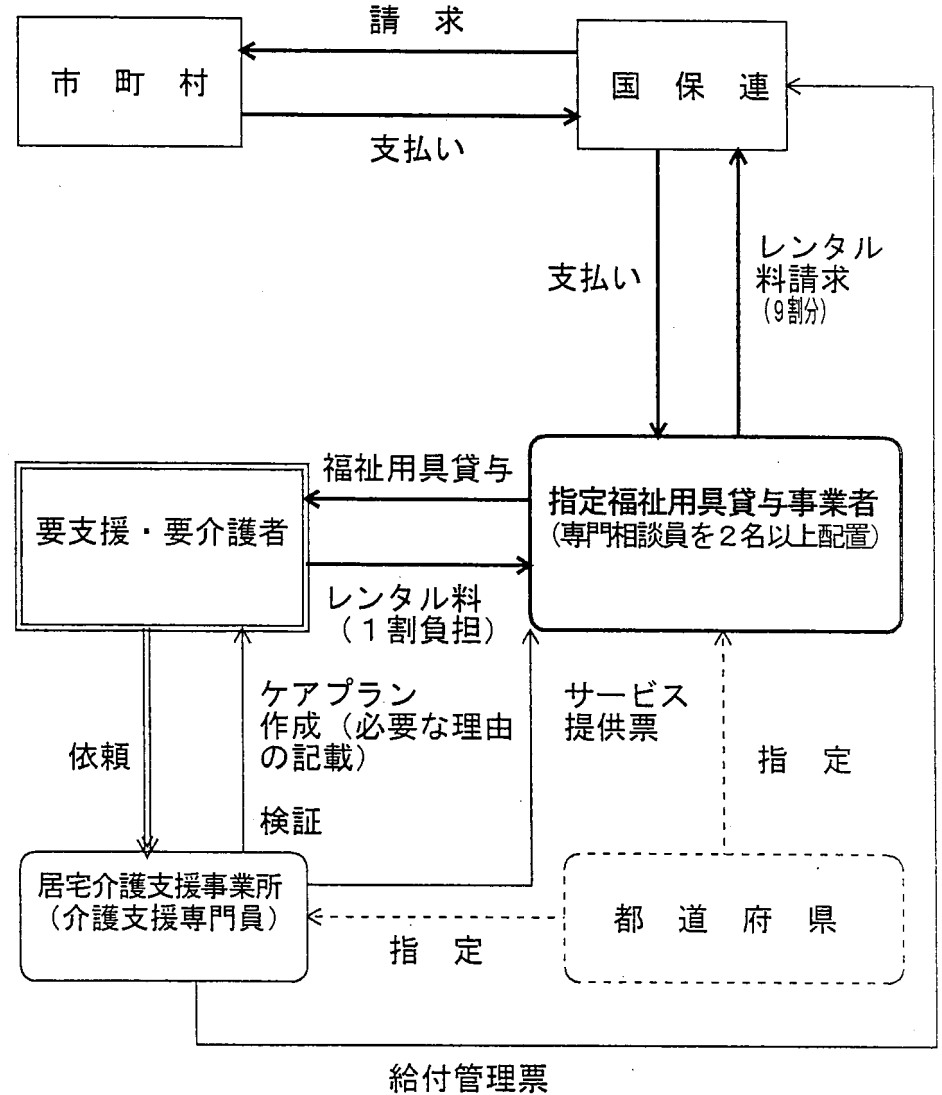 請　求
市　町　村
国　保　連
支払い
支払い
レンタル
料請求
（９割分）
福祉用具貸与
指定福祉用具貸与事業者
（専門相談員を２名以上配置）
要支援・要介護者
レンタル料
（１割負担）
ケアプラン
作成（必要な理由
の記載）
サービス
提供票
依頼
指　定
検証
居宅介護支援事業所
（介護支援専門員）
都　道　府　県
指　定
給付管理票